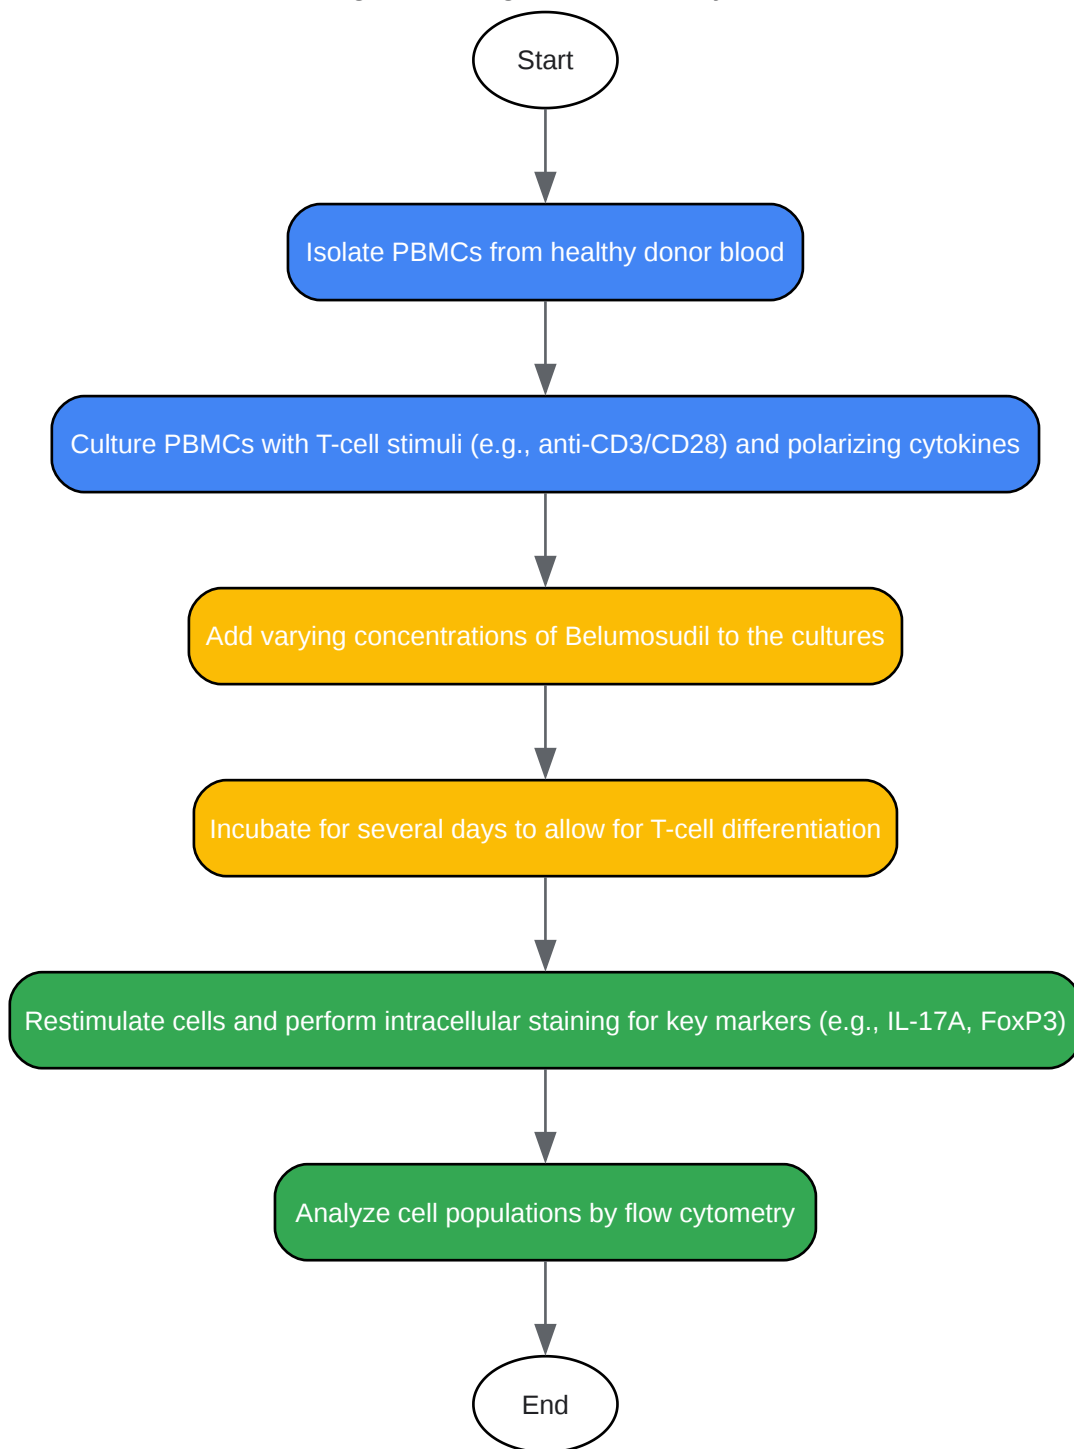 Start
Isolate PBMCs from healthy donor blood
Culture PBMCs with T-cell stimuli (e.g., anti-CD3/CD28) and polarizing cytokines
Add varying concentrations of Belumosudil to the cultures
Incubate for several days to allow for T-cell differentiation
Restimulate cells and perform intracellular staining for key markers (e.g., IL-17A, FoxP3)
Analyze cell populations by flow cytometry
End